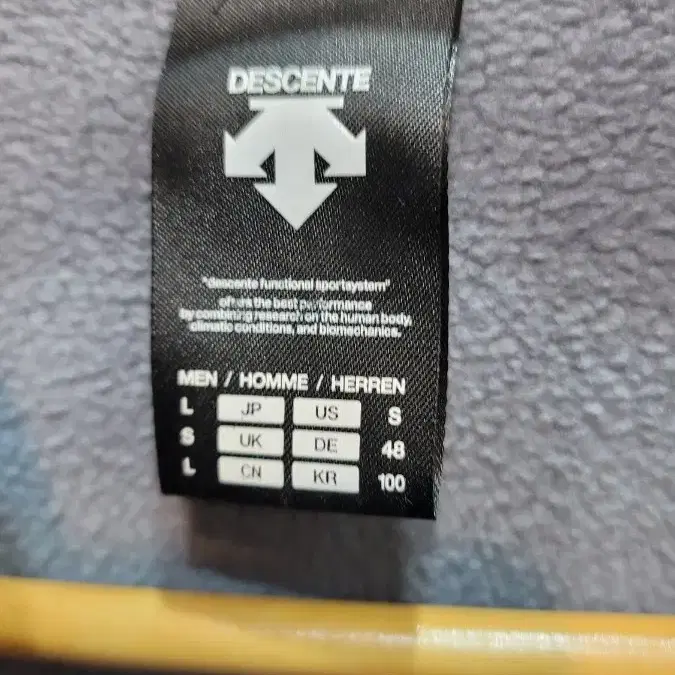 DESCENTE
"descente functional sportsystem"
offers the best performance
by combining research on the human body,
climatic conditions, and biomechanics.
MEN / HOMME / HERREN
L JP US S
S UK DE 48
L CN KR 100